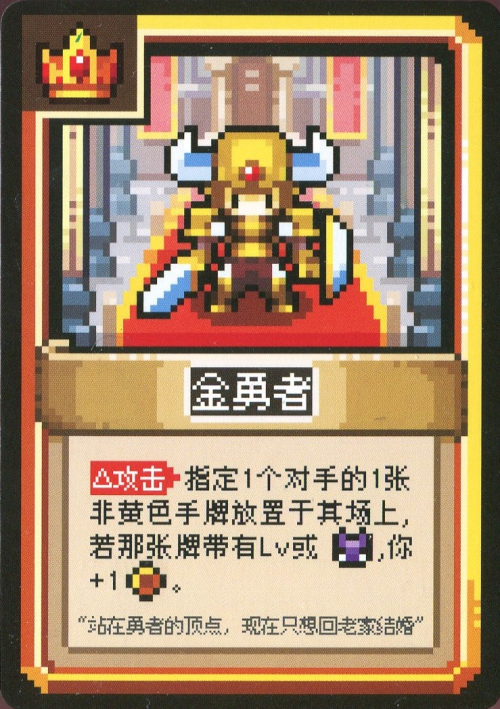 金勇者
△攻击 指定1个对手的1张
非黄色手牌放置于其场上,
若那张牌带有Lv或 ,你
+1 。
“站在勇者的顶点，现在只想回老家结婚”